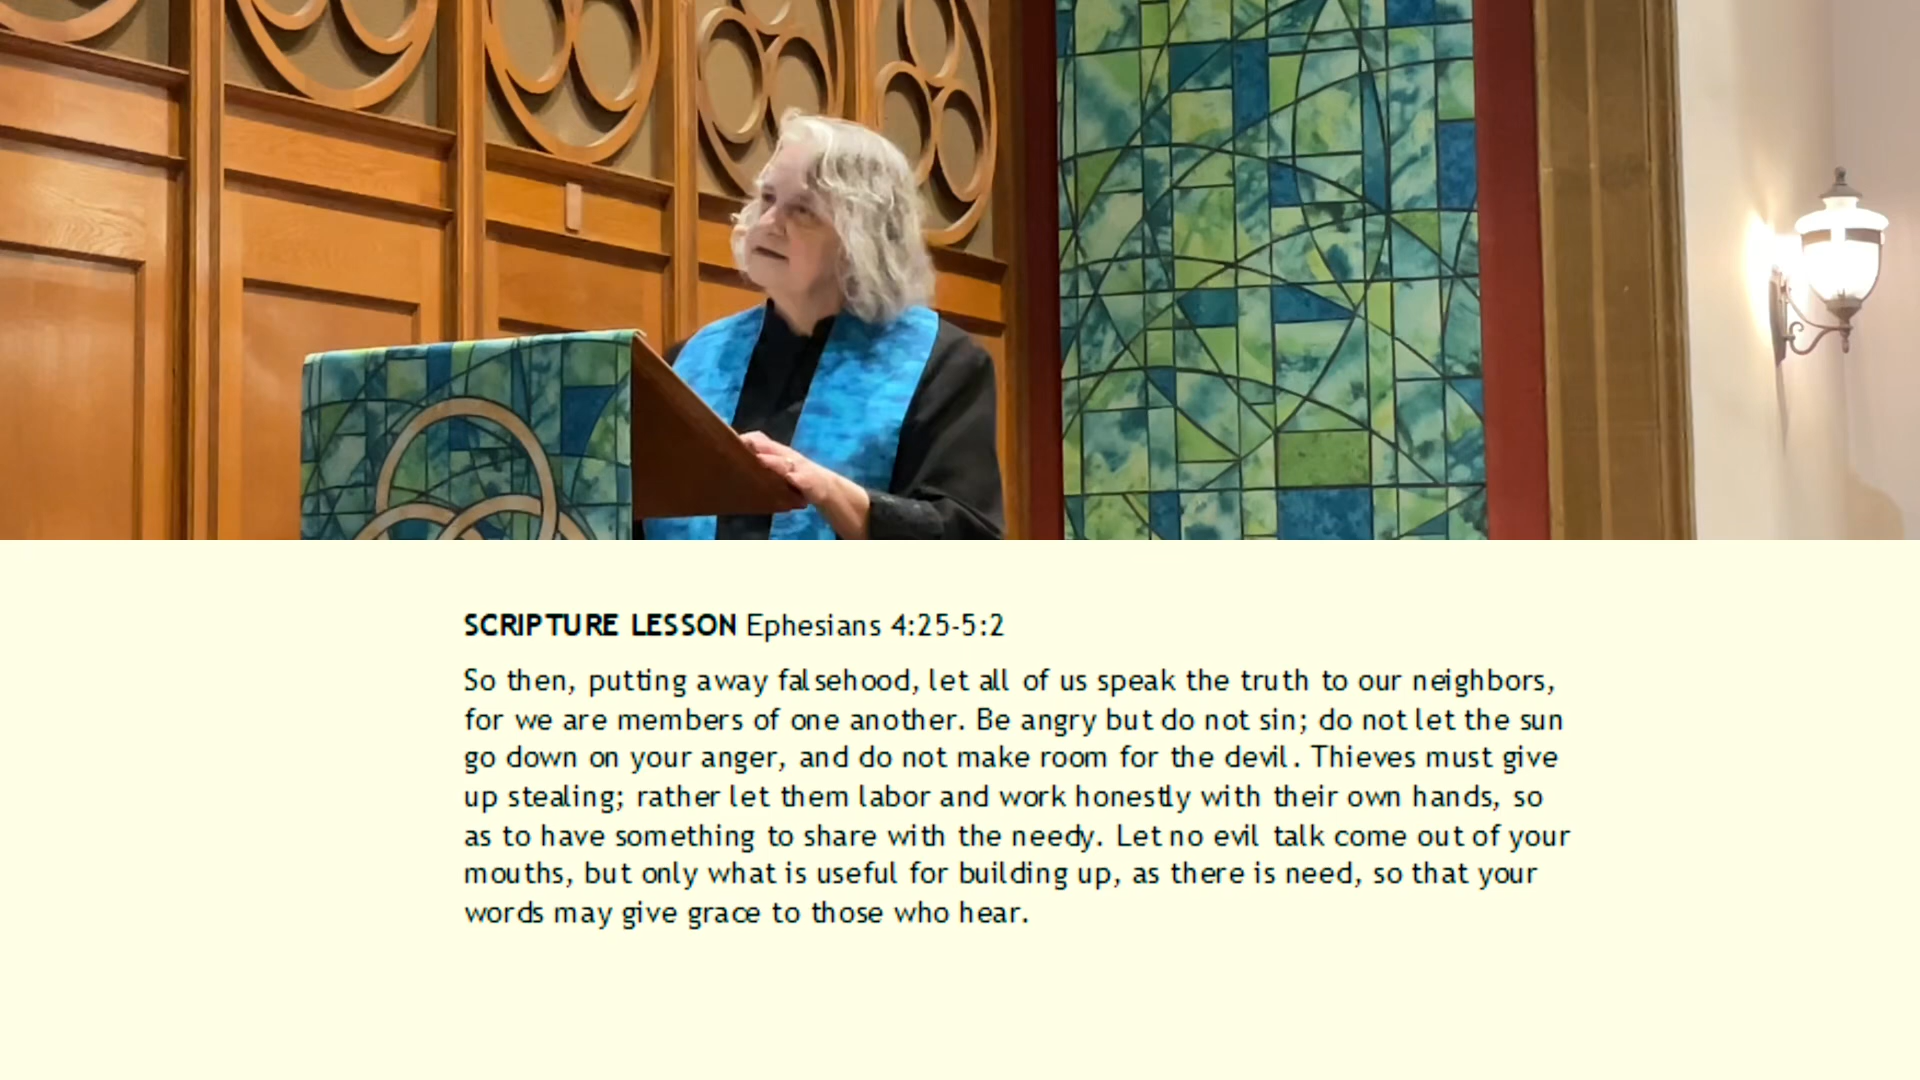 SCRIPTURE LESSON Ephesians 4:25-5:2
So then, putting away falsehood, let all of us speak the truth to our neighbors,
for we are members of one another. Be angry but do not sin; do not let the sun
go down on your anger, and do not make room for the devil. Thieves must give
up stealing; rather let them labor and work honestly with their own hands, so
as to have something to share with the needy. Let no evil talk come out of your
mouths, but only what is useful for building up, as there is need, so that your
words may give grace to those who hear.